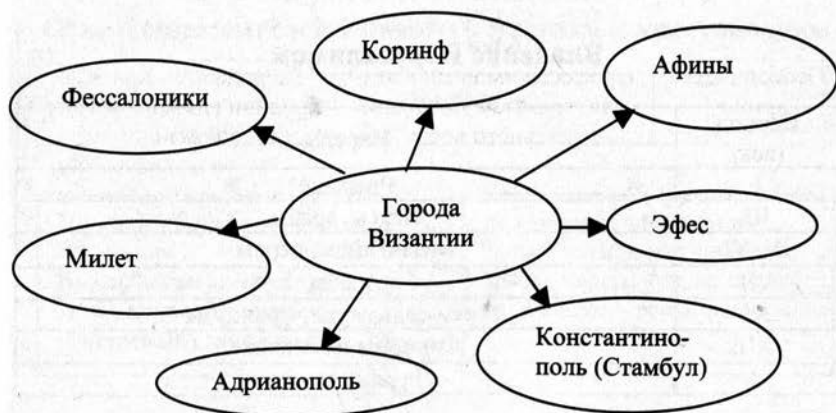 Коринф
Афины
Фессалоники
Города
Византии
Эфес
Милет
Константино-
поль (Стамбул)
Адрианополь